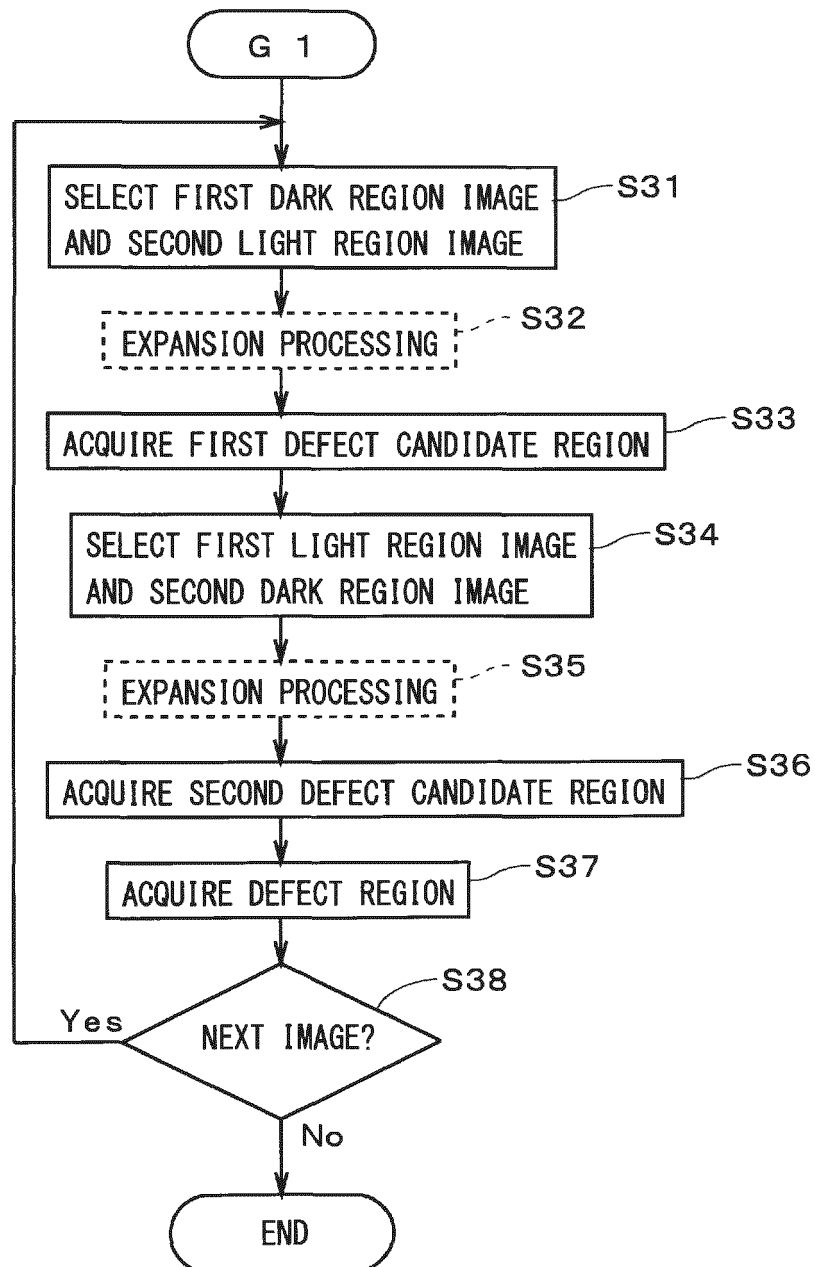 G 1
SELECT FIRST DARK REGION IMAGE
AND SECOND LIGHT REGION IMAGE
S31
EXPANSION PROCESSING
S32
ACQUIRE FIRST DEFECT CANDIDATE REGION
S33
SELECT FIRST LIGHT REGION IMAGE
AND SECOND DARK REGION IMAGE
S34
EXPANSION PROCESSING
S35
ACQUIRE SECOND DEFECT CANDIDATE REGION
S36
ACQUIRE DEFECT REGION
S37
NEXT IMAGE?
S38
Yes
No
END